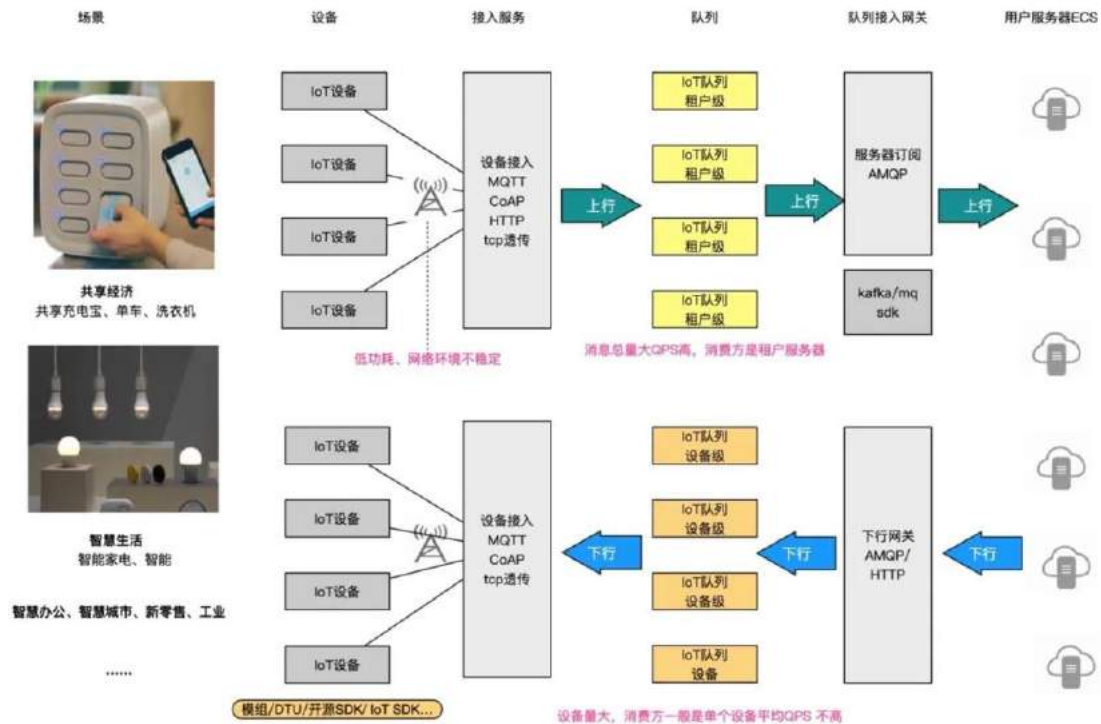 场景
设备
接入服务
队列
队列接入网关
用户服务器ECS
共享经济
共享充电宝、单车、洗衣机
智慧生活
智能家电、智能
智慧办公、智慧城市、新零售、工业
......
IoT设备
IoT设备
IoT设备
IoT设备
低功耗、网络环境不稳定
设备接入
MQTT
CoAP
HTTP
tcp透传
上行
IoT队列
租户级
IoT队列
租户级
IoT队列
租户级
IoT队列
租户级
消息总量大QPS高，消费方是租户服务器
上行
服务器订阅
AMQP
kafka/mq
sdk
上行
IoT设备
IoT设备
IoT设备
IoT设备
模组/DTU/开源SDK/ IoT SDK...
设备接入
MQTT
CoAP
tcp透传
下行
IoT队列
设备级
IoT队列
设备级
IoT队列
设备级
IoT队列
设备
设备量大，消费方一般是单个设备平均QPS 不高
下行
下行网关
AMQP/
HTTP
下行